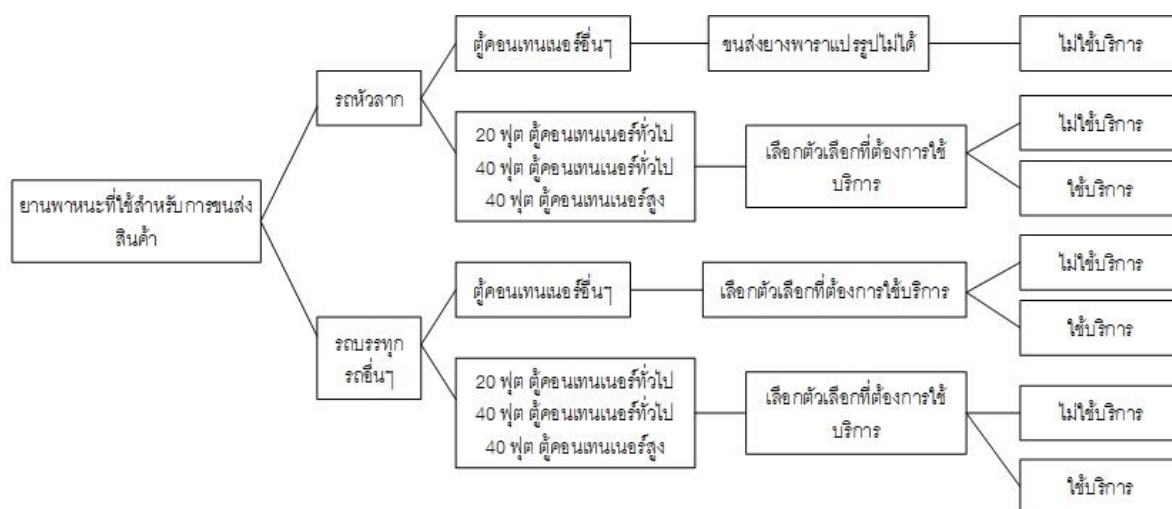 ตู้คอนเทนเนอร์อื่นๆ
ขนส่งยางพาราแปรรูปไม่ได้
ไม่ใช้บริการ
รถหัวลาก
20 ฟุต ตู้คอนเทนเนอร์ทั่วไป
40 ฟุต ตู้คอนเทนเนอร์ทั่วไป
40 ฟุต ตู้คอนเทนเนอร์สูง
เลือกตัวเลือกที่ต้องการใช้
บริการ
ไม่ใช้บริการ
ใช้บริการ
ยานพาหนะที่ใช้สำหรับการขนส่ง
สินค้า
ตู้คอนเทนเนอร์อื่นๆ
เลือกตัวเลือกที่ต้องการใช้บริการ
ไม่ใช้บริการ
ใช้บริการ
รถบรรทุก
รถอื่นๆ
20 ฟุต ตู้คอนเทนเนอร์ทั่วไป
40 ฟุต ตู้คอนเทนเนอร์ทั่วไป
40 ฟุต ตู้คอนเทนเนอร์สูง
เลือกตัวเลือกที่ต้องการใช้
บริการ
ไม่ใช้บริการ
ใช้บริการ